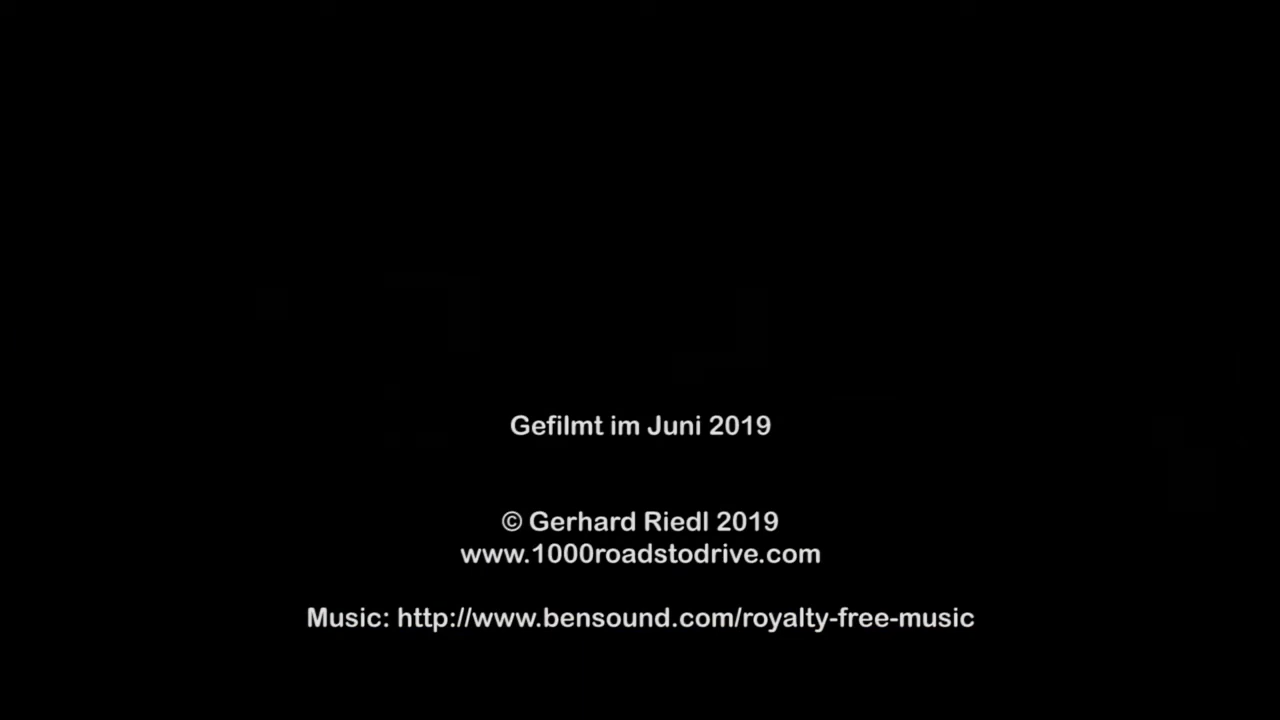 Gefilmt im Juni 2019
© Gerhard Riedl 2019
www.1000roadstodrive.com
Music: http://www.bensound.com/royalty-free-music